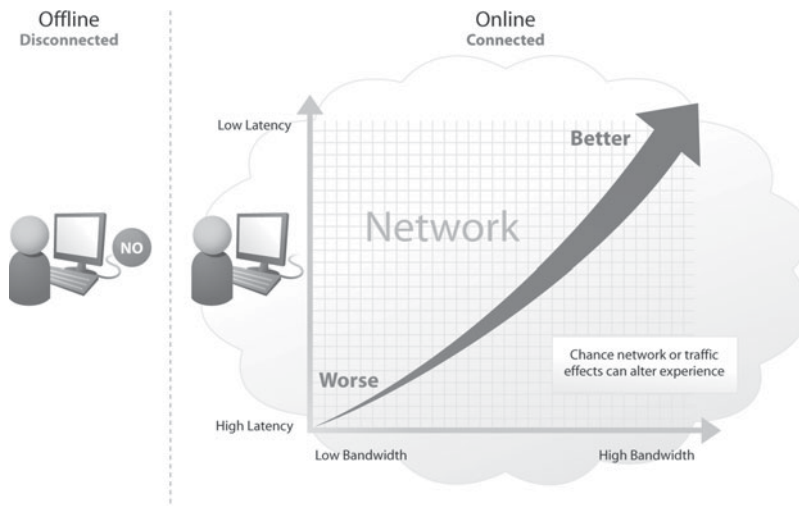 Offline
Disconnected
NO
Online
Connected
Low Latency
Better
Network
Chance network or traffic
effects can alter experience
Worse
High Latency
Low Bandwidth
High Bandwidth